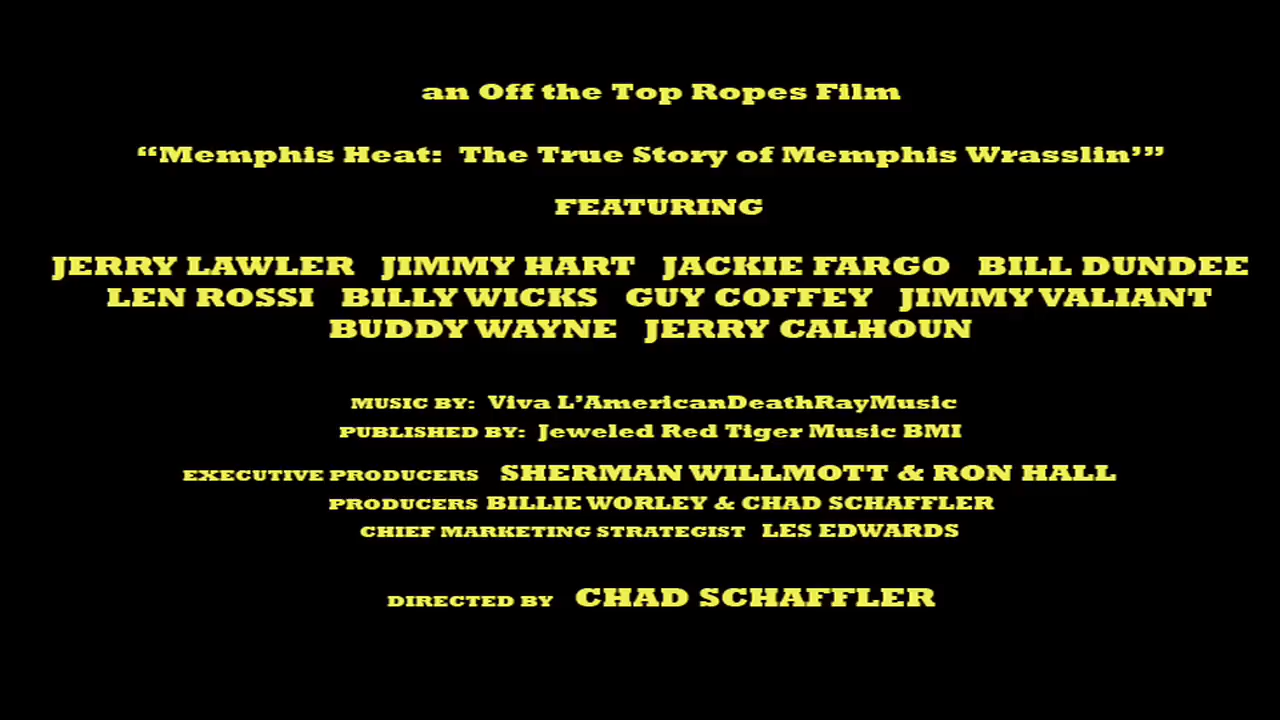 an Off the Top Ropes Film
“Memphis Heat: The True Story of Memphis Wrasslin’”
FEATURING
JERRY LAWLER JIMMY HART JACKIE FARGO BILL DUNDEE
LEN ROSSI BILLY WICKS GUY COFFEY JIMMY VALIANT
BUDDY WAYNE JERRY CALHOUN
MUSIC BY: Viva L’AmericanDeathRayMusic
PUBLISHED BY: Jeweled Red Tiger Music BMI
EXECUTIVE PRODUCERS SHERMAN WILLMOTT & RON HALL
PRODUCERS BILLIE WORLEY & CHAD SCHAFFLER
CHIEF MARKETING STRATEGIST LES EDWARDS
DIRECTED BY CHAD SCHAFFLER